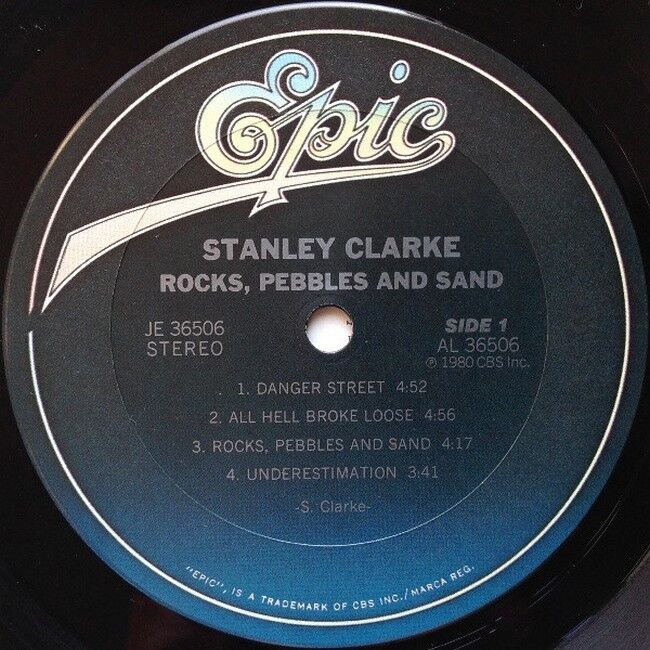 Epic
STANLEY CLARKE
ROCKS, PEBBLES AND SAND
JE 36506
STEREO
SIDE 1
AL 36506
℗ 1980 CBS Inc.
1. DANGER STREET 4:52
2. ALL HELL BROKE LOOSE 4:56
3. ROCKS, PEBBLES AND SAND 4:17
4. UNDERESTIMATION 3:41
-S. Clarke-
"EPIC", IS A TRADEMARK OF CBS INC./MARCA REG.